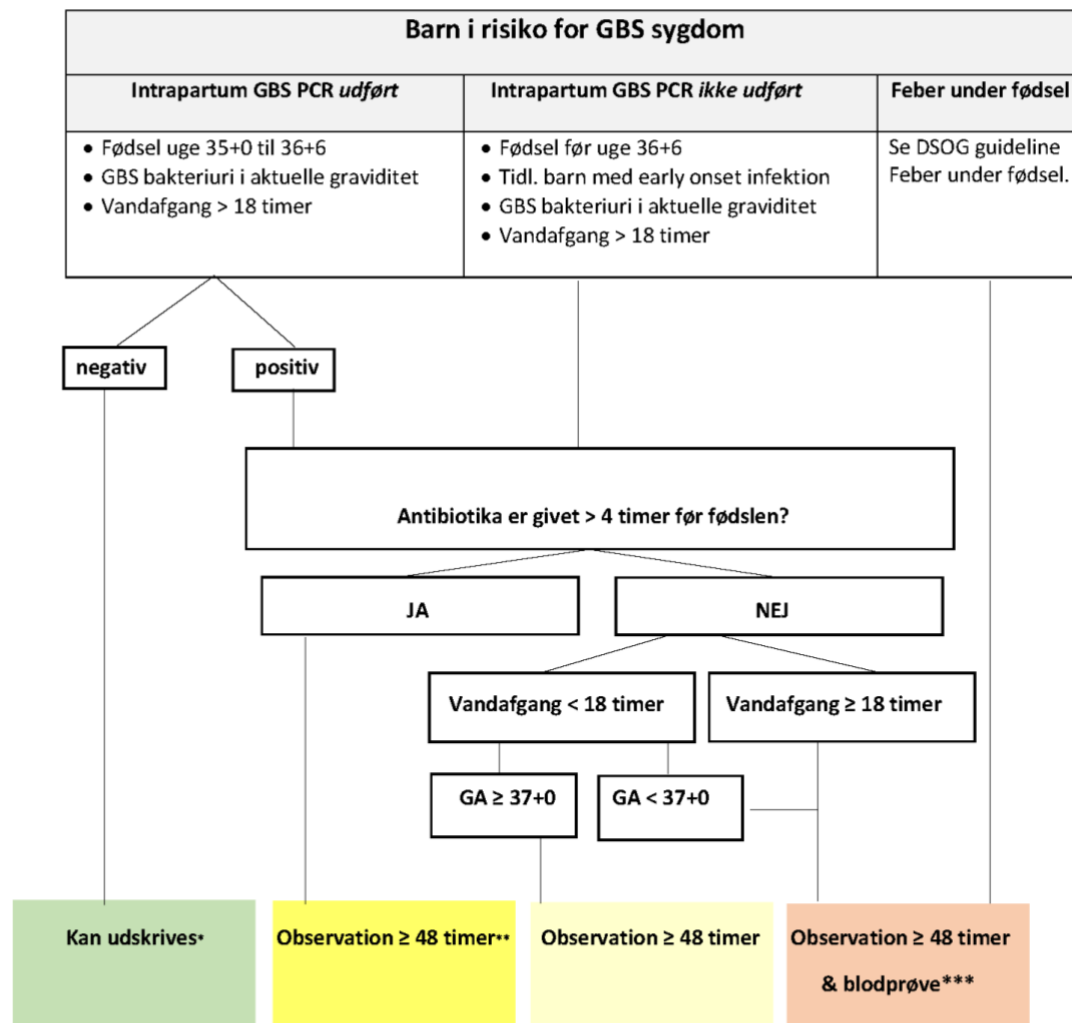 Barn i risiko for GBS sygdom
Intrapartum GBS PCR udført
Intrapartum GBS PCR ikke udført
Feber under fødsel
• Fødsel uge 35+0 til 36+6
• GBS bakteriuri i aktuelle graviditet
• Vandafgang > 18 timer
• Fødsel før uge 36+6
• Tidl. barn med early onset infektion
• GBS bakteriuri i aktuelle graviditet
• Vandafgang > 18 timer
Se DSOG guideline
Feber under fødsel.
negativ
positiv
Antibiotika er givet > 4 timer før fødslen?
JA
NEJ
Vandafgang < 18 timer
Vandafgang ≥ 18 timer
GA ≥ 37+0
GA < 37+0
Kan udskrives*
Observation ≥ 48 timer**
Observation ≥ 48 timer
Observation ≥ 48 timer
& blodprøve***